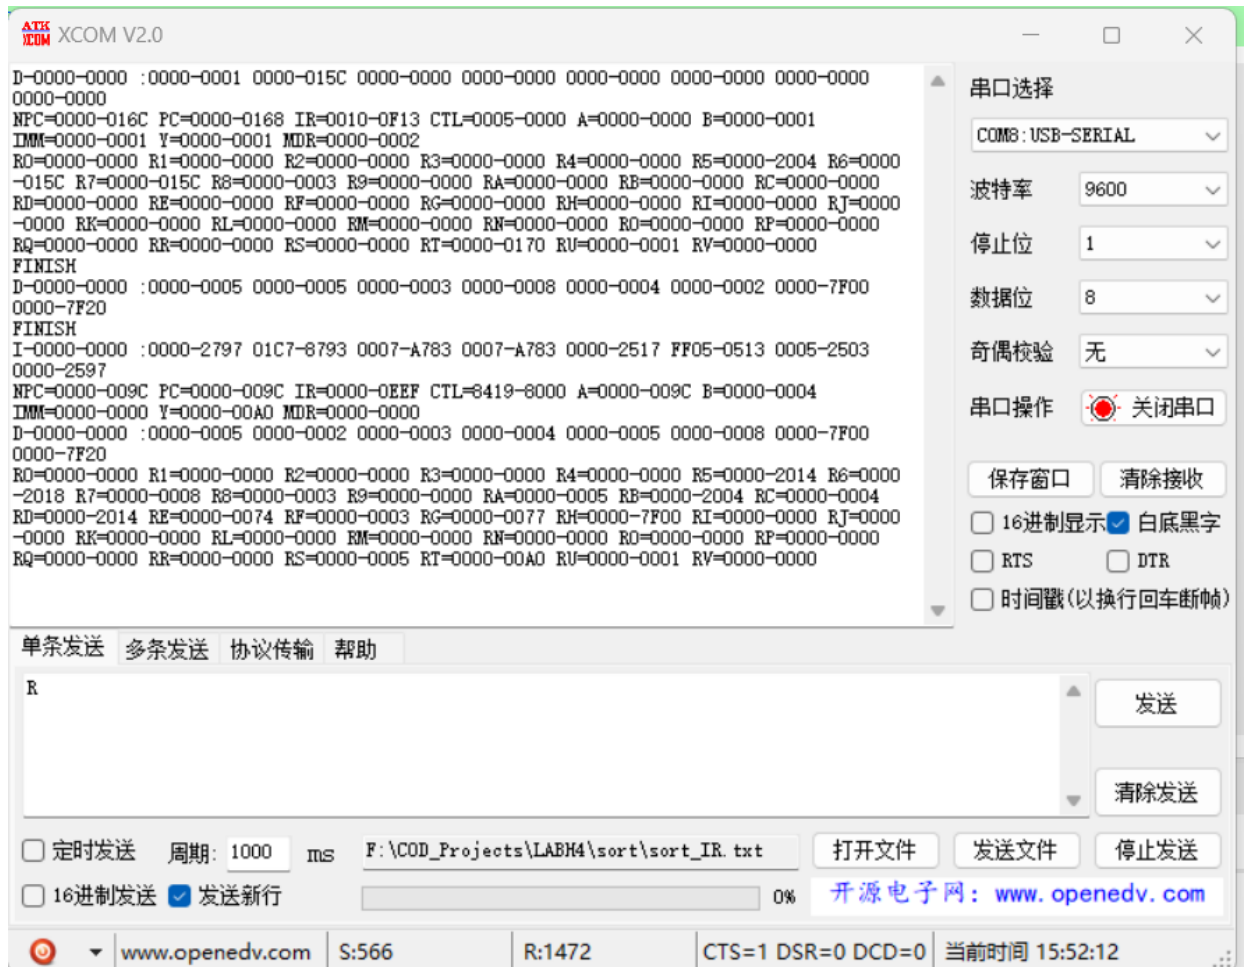 ATK
XCOM XCOM V2.0
D-0000-0000 :0000-0001 0000-015C 0000-0000 0000-0000 0000-0000 0000-0000 0000-0000
0000-0000
NPC=0000-016C PC=0000-0168 IR=0010-0F13 CTL=0005-0000 A=0000-0000 B=0000-0001
IMM=0000-0001 Y=0000-0001 MDR=0000-0002
R0=0000-0000 R1=0000-0000 R2=0000-0000 R3=0000-0000 R4=0000-0000 R5=0000-2004 R6=0000
-015C R7=0000-015C R8=0000-0003 R9=0000-0000 RA=0000-0000 RB=0000-0000 RC=0000-0000
RD=0000-0000 RE=0000-0000 RF=0000-0000 RG=0000-0000 RH=0000-0000 RI=0000-0000 RJ=0000
-0000 RK=0000-0000 RL=0000-0000 RM=0000-0000 RN=0000-0000 RO=0000-0000 RP=0000-0000
RQ=0000-0000 RR=0000-0000 RS=0000-0000 RT=0000-0170 RU=0000-0001 RV=0000-0000
FINISH
D-0000-0000 :0000-0005 0000-0005 0000-0003 0000-0008 0000-0004 0000-0002 0000-7F00
0000-7F20
FINISH
I-0000-0000 :0000-2797 01C7-8793 0007-A783 0007-A783 0000-2517 FF05-0513 0005-2503
0000-2597
NPC=0000-009C PC=0000-009C IR=0000-0EEF CTL=8419-8000 A=0000-009C B=0000-0004
IMM=0000-0000 Y=0000-00A0 MDR=0000-0000
D-0000-0000 :0000-0005 0000-0002 0000-0003 0000-0004 0000-0005 0000-0008 0000-7F00
0000-7F20
R0=0000-0000 R1=0000-0000 R2=0000-0000 R3=0000-0000 R4=0000-0000 R5=0000-2014 R6=0000
-2018 R7=0000-0008 R8=0000-0003 R9=0000-0000 RA=0000-0005 RB=0000-2004 RC=0000-0004
RD=0000-2014 RE=0000-0074 RF=0000-0003 RG=0000-0077 RH=0000-7F00 RI=0000-0000 RJ=0000
-0000 RK=0000-0000 RL=0000-0000 RM=0000-0000 RN=0000-0000 RO=0000-0000 RP=0000-0000
RQ=0000-0000 RR=0000-0000 RS=0000-0005 RT=0000-00A0 RU=0000-0001 RV=0000-0000
串口选择
COM8:USB-SERIAL
波特率 9600
停止位 1
数据位 8
奇偶校验 无
串口操作 关闭串口
保存窗口 清除接收
16进制显示 白底黑字
RTS DTR
时间戳(以换行回车断帧)
单条发送 多条发送 协议传输 帮助
R
发送
清除发送
定时发送 周期: 1000 ms F:\COD_Projects\LABH4\sort\sort_IR.txt 打开文件 发送文件 停止发送
16进制发送 发送新行 0% 开源电子网: www.openedv.com
www.openedv.com S:566 R:1472 CTS=1 DSR=0 DCD=0 当前时间 15:52:12